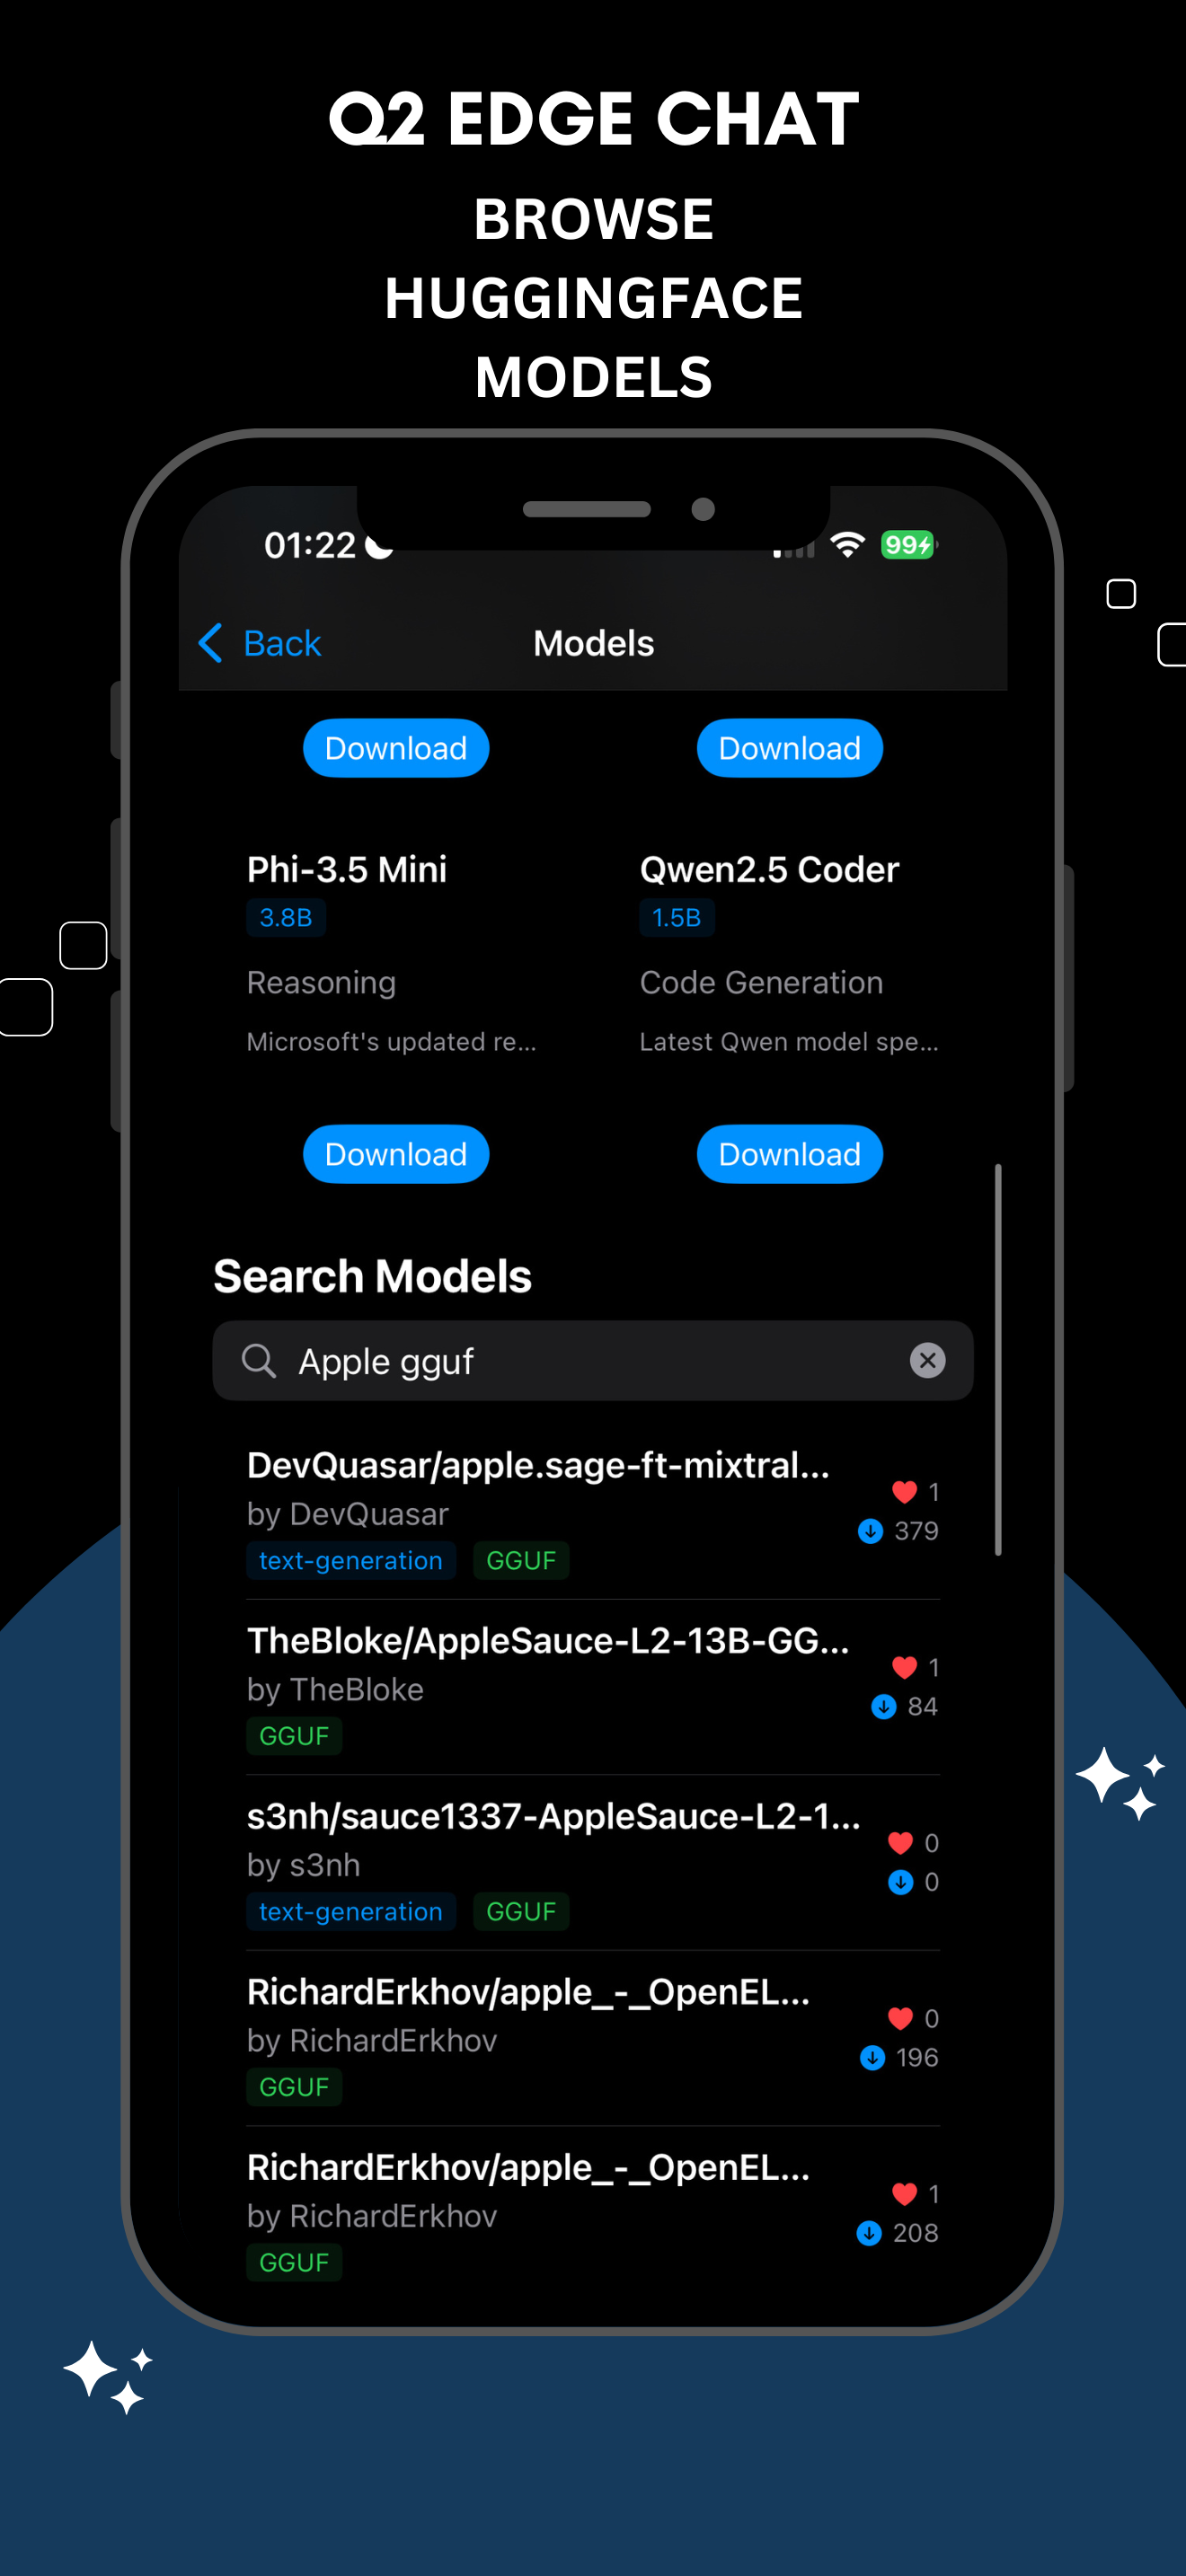 Q2 EDGE CHAT
BROWSE
HUGGINGFACE
MODELS
01:22
99
Back
Models
Download
Download
Phi-3.5 Mini
Qwen2.5 Coder
3.8B
1.5B
Reasoning
Code Generation
Microsoft's updated re...
Latest Qwen model spe...
Download
Download
Search Models
Apple gguf
DevQuasar/apple.sage-ft-mixtral...
1
by DevQuasar
379
text-generation
GGUF
TheBloke/AppleSauce-L2-13B-GG...
1
by TheBloke
84
GGUF
s3nh/sauce1337-AppleSauce-L2-1...
0
by s3nh
0
text-generation
GGUF
RichardErkhov/apple_-_OpenEL...
0
by RichardErkhov
196
GGUF
RichardErkhov/apple_-_OpenEL...
1
by RichardErkhov
208
GGUF